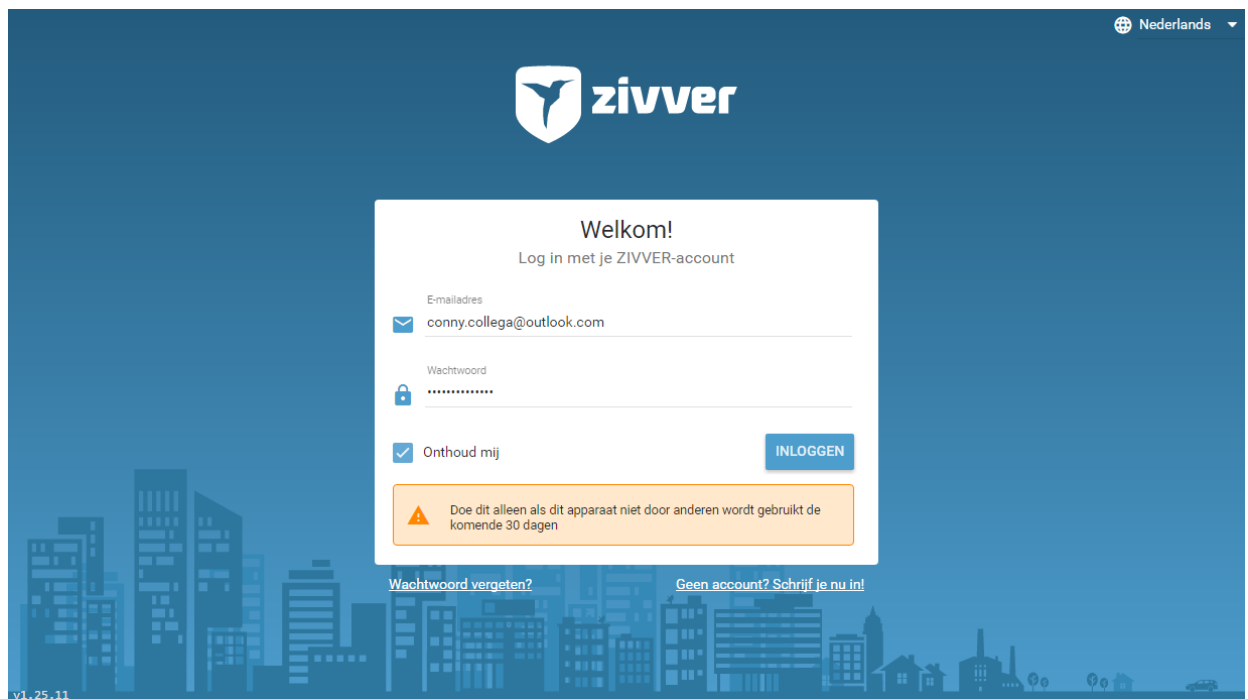 Nederlands
zivver
Welkom!
Log in met je ZIVVER-account
E-mailadres
conny.collega@outlook.com
Wachtwoord
••••••••••••••
Onthoud mij
INLOGGEN
Doe dit alleen als dit apparaat niet door anderen wordt gebruikt de
komende 30 dagen
Wachtwoord vergeten?
Geen account? Schrijf je nu in!
v1.25.11